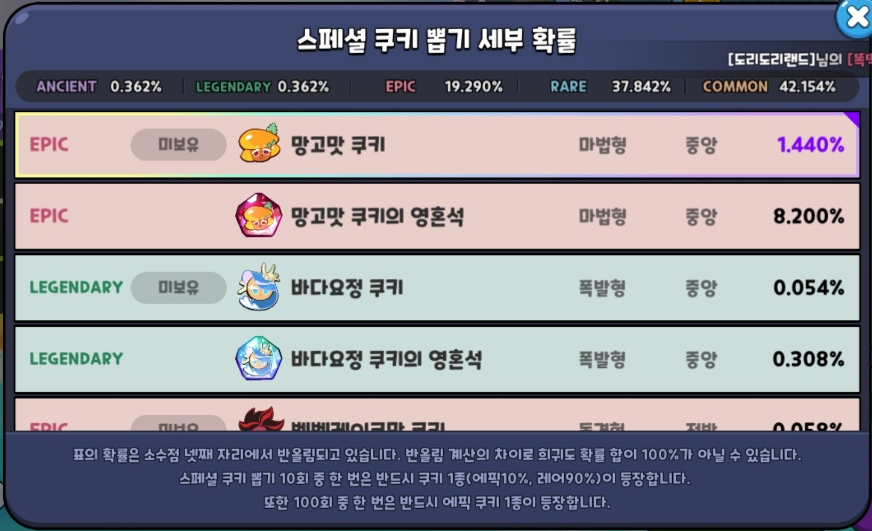 스페셜 쿠키 뽑기 세부 확률
[도리도리랜드]님의
ANCIENT 0.362% LEGENDARY 0.362% EPIC 19.290% RARE 37.842% COMMON 42.154%
EPIC 미보유 망고맛 쿠키 마법형 중앙 1.440%
EPIC 망고맛 쿠키의 영혼석 마법형 중앙 8.200%
LEGENDARY 미보유 바다요정 쿠키 폭발형 중앙 0.054%
LEGENDARY 바다요정 쿠키의 영혼석 폭발형 중앙 0.308%
EPIC 미보유
표의 확률은 소수점 넷째 자리에서 반올림되고 있습니다. 반올림 계산의 차이로 희귀도 확률 합이 100%가 아닐 수 있습니다.
스페셜 쿠키 뽑기 10회 중 한 번은 반드시 쿠키 1종(에픽10%, 레어90%)이 등장합니다.
또한 100회 중 한 번은 반드시 에픽 쿠키 1종이 등장합니다.